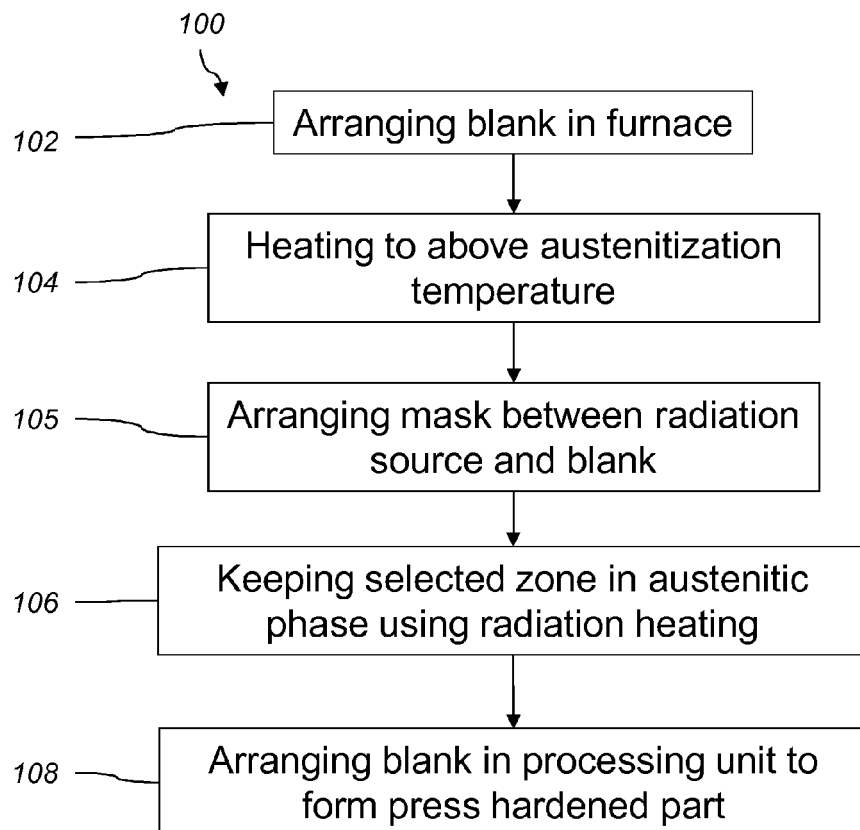 100
102
Arranging blank in furnace
104
Heating to above austenitization
temperature
105
Arranging mask between radiation
source and blank
106
Keeping selected zone in austenitic
phase using radiation heating
108
Arranging blank in processing unit to
form press hardened part